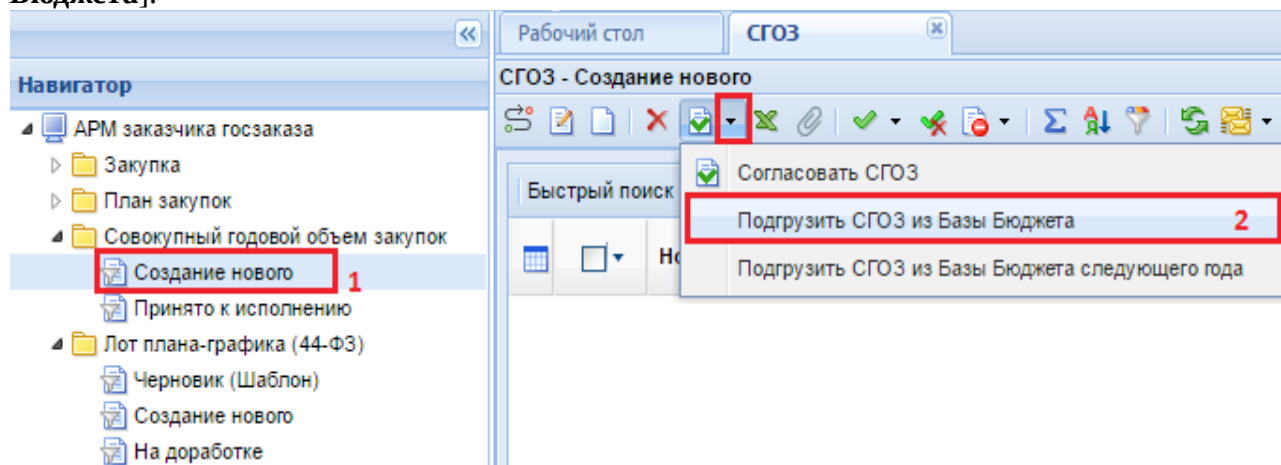 Бюджета].
Навигатор
АРМ заказчика госзаказа
Закупка
План закупок
Совокупный годовой объем закупок
Создание нового
1
Принято к исполнению
Лот плана-графика (44-ФЗ)
Черновик (Шаблон)
Создание нового
На доработке
Рабочий стол
СГОЗ
СГОЗ - Создание нового
Быстрый поиск
Но
Согласовать СГОЗ
Подгрузить СГОЗ из Базы Бюджета
2
Подгрузить СГОЗ из Базы Бюджета следующего года